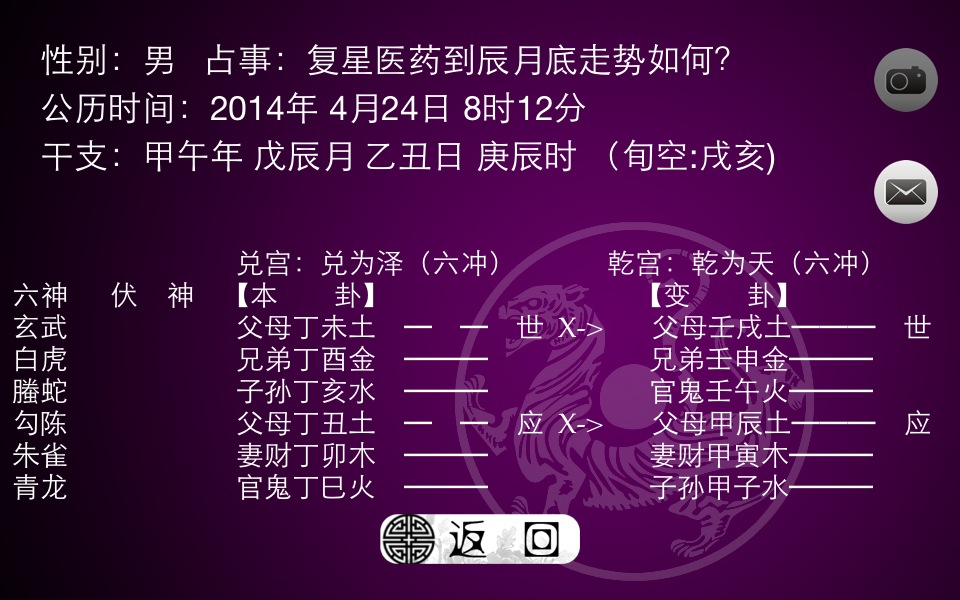 性别：男 占事：复星医药到辰月底走势如何？
公历时间：2014年 4月24日 8时12分
干支：甲午年 戊辰月 乙丑日 庚辰时 （旬空:戌亥)
兑宫：兑为泽（六冲） 乾宫：乾为天（六冲）
六神 伏 神 【本 卦】 【变 卦】
玄武 父母丁未土 世 X-> 父母壬戌土 世
白虎 兄弟丁酉金 兄弟壬申金
螣蛇 子孙丁亥水 官鬼壬午火
勾陈 父母丁丑土 应 X-> 父母甲辰土 应
朱雀 妻财丁卯木 妻财甲寅木
青龙 官鬼丁巳火 子孙甲子水
返 回